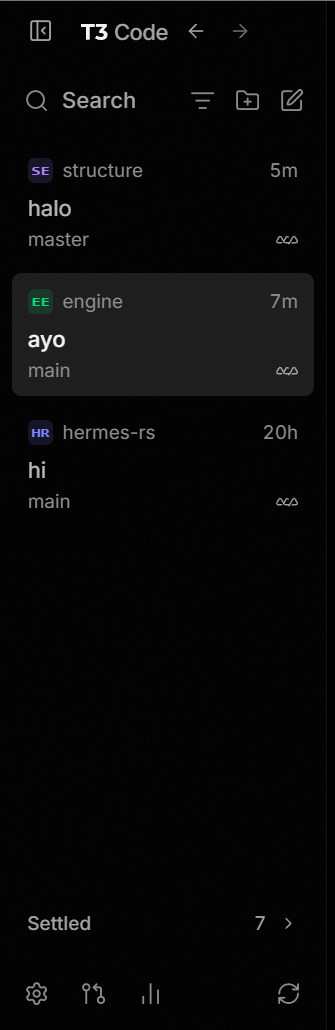 T3 Code
Search
SE structure 5m
halo
master
EE engine 7m
ayo
main
HR hermes-rs 20h
hi
main
Settled 7